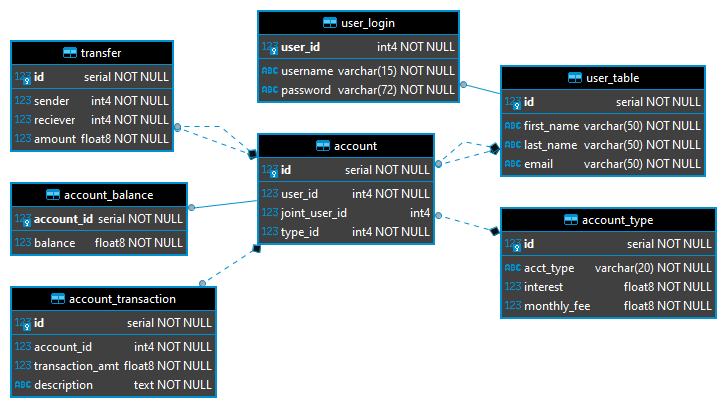 user_login
123 user_id int4 NOT NULL
ABC username varchar(15) NOT NULL
ABC password varchar(72) NOT NULL
transfer
123 id serial NOT NULL
123 sender int4 NOT NULL
123 reciever int4 NOT NULL
123 amount float8 NOT NULL
user_table
123 id serial NOT NULL
ABC first_name varchar(50) NOT NULL
ABC last_name varchar(50) NOT NULL
ABC email varchar(50) NOT NULL
account
123 id serial NOT NULL
123 user_id int4 NOT NULL
123 joint_user_id int4
123 type_id int4 NOT NULL
account_balance
123 account_id serial NOT NULL
123 balance float8 NOT NULL
account_type
123 id serial NOT NULL
ABC acct_type varchar(20) NOT NULL
123 interest float8 NOT NULL
123 monthly_fee float8 NOT NULL
account_transaction
123 id serial NOT NULL
123 account_id int4 NOT NULL
123 transaction_amt float8 NOT NULL
ABC description text NOT NULL